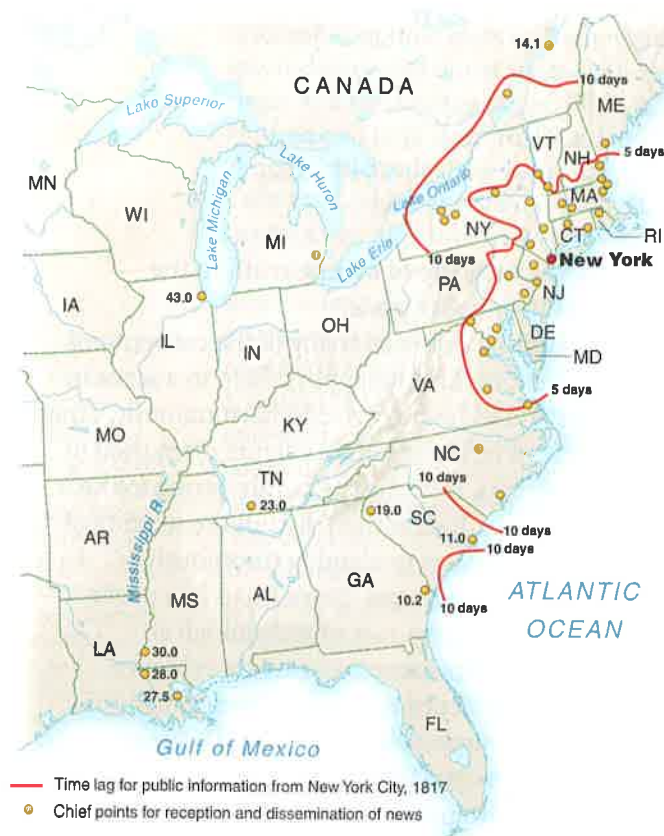 14.1
CANADA
10 days
ME
Lake Superior
VT
NH
5 days
Lake Huron
MN
Lake Michigan
Lake Ontario
MA
WI
NY
CT
RI
MI
Lake Erie
10 days
New York
PA
43.0
NJ
IA
OH
IL
IN
DE
MD
VA
5 days
KY
MO
NC
TN
10 days
23.0
19.0
SC
10 days
Mississippi R.
11.0
10 days
AR
GA
10.2
10 days
MS
AL
ATLANTIC
OCEAN
LA
30.0
28.0
27.5
FL
Gulf of Mexico
Time lag for public information from New York City, 1817
Chief points for reception and dissemination of news